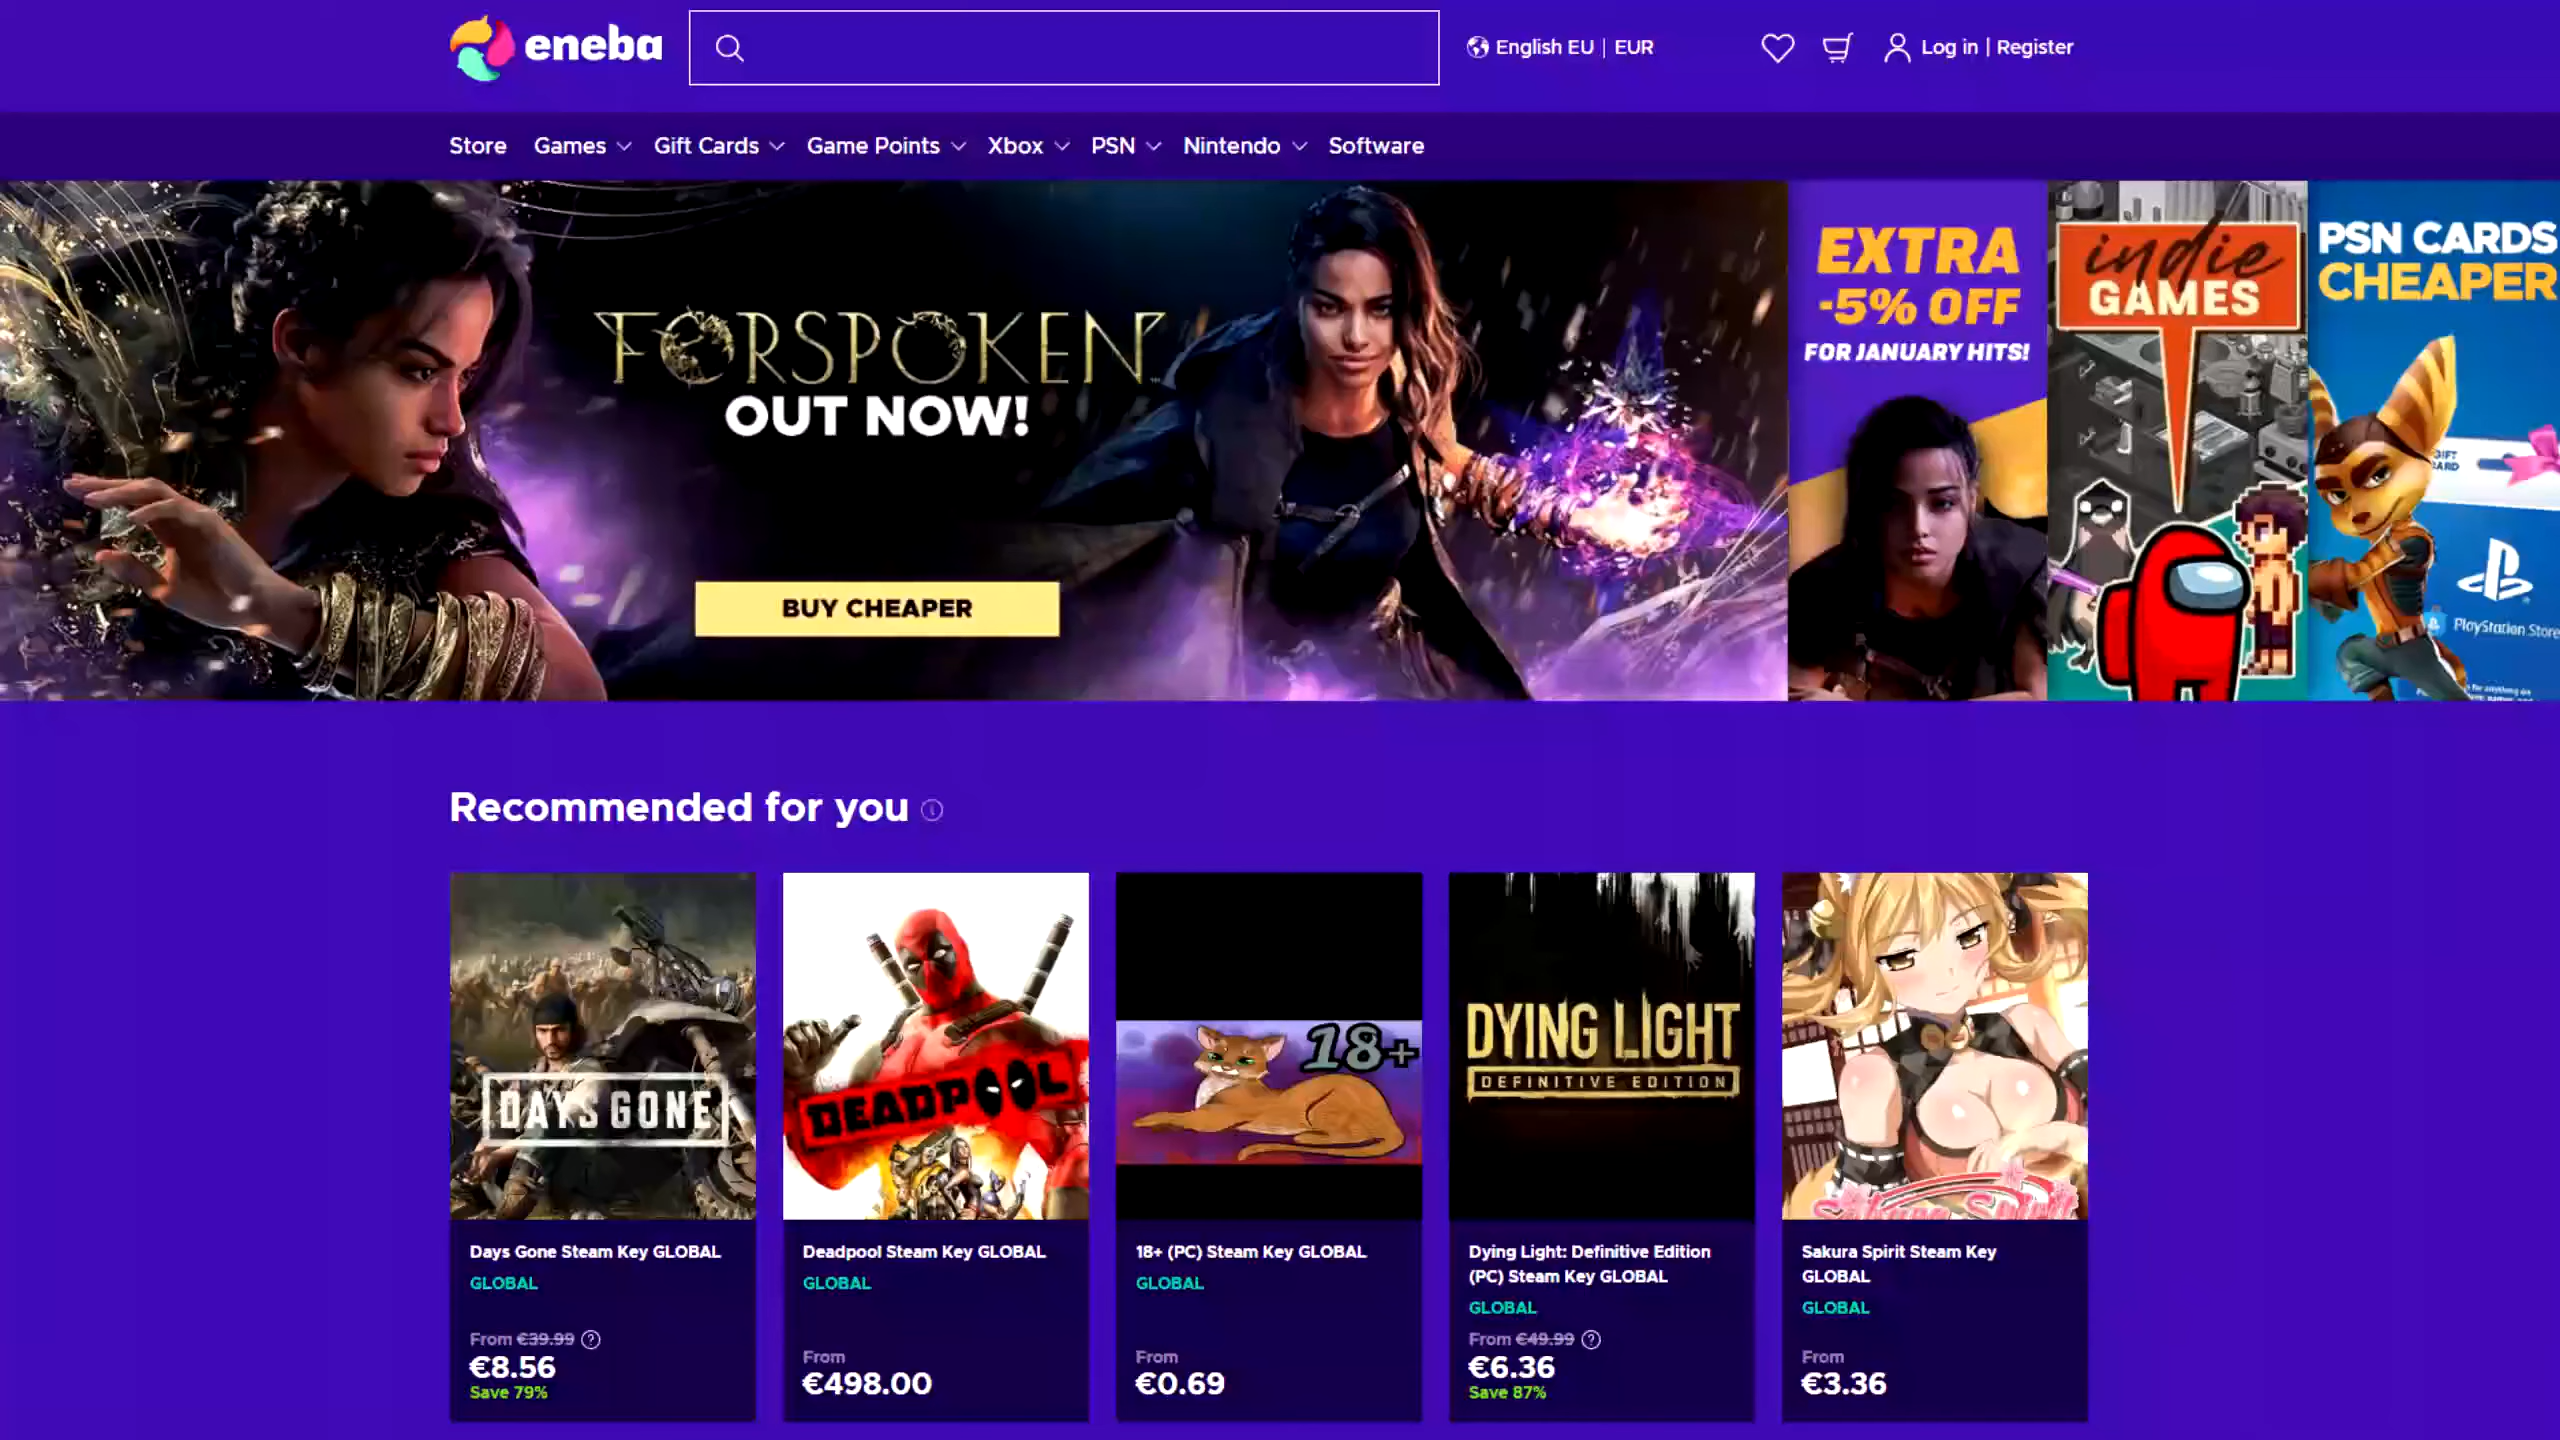 eneba
English EU | EUR
Log in | Register
Store Games Gift Cards Game Points Xbox PSN Nintendo Software
FORSPOKEN
OUT NOW!
BUY CHEAPER
EXTRA
-5% OFF
FOR JANUARY HITS!
indie
GAMES
PSN CARDS
CHEAPER
GIFT
CARD
PlayStation Store
Recommended for you
DAYS GONE
DEADPOOL
18+
DYING LIGHT
DEFINITIVE EDITION
Sakura Spirit
Days Gone Steam Key GLOBAL
GLOBAL
From €39.99
€8.56
Save 79%
Deadpool Steam Key GLOBAL
GLOBAL
From
€498.00
18+ (PC) Steam Key GLOBAL
GLOBAL
From
€0.69
Dying Light: Definitive Edition
(PC) Steam Key GLOBAL
GLOBAL
From €49.99
€6.36
Save 87%
Sakura Spirit Steam Key
GLOBAL
GLOBAL
From
€3.36